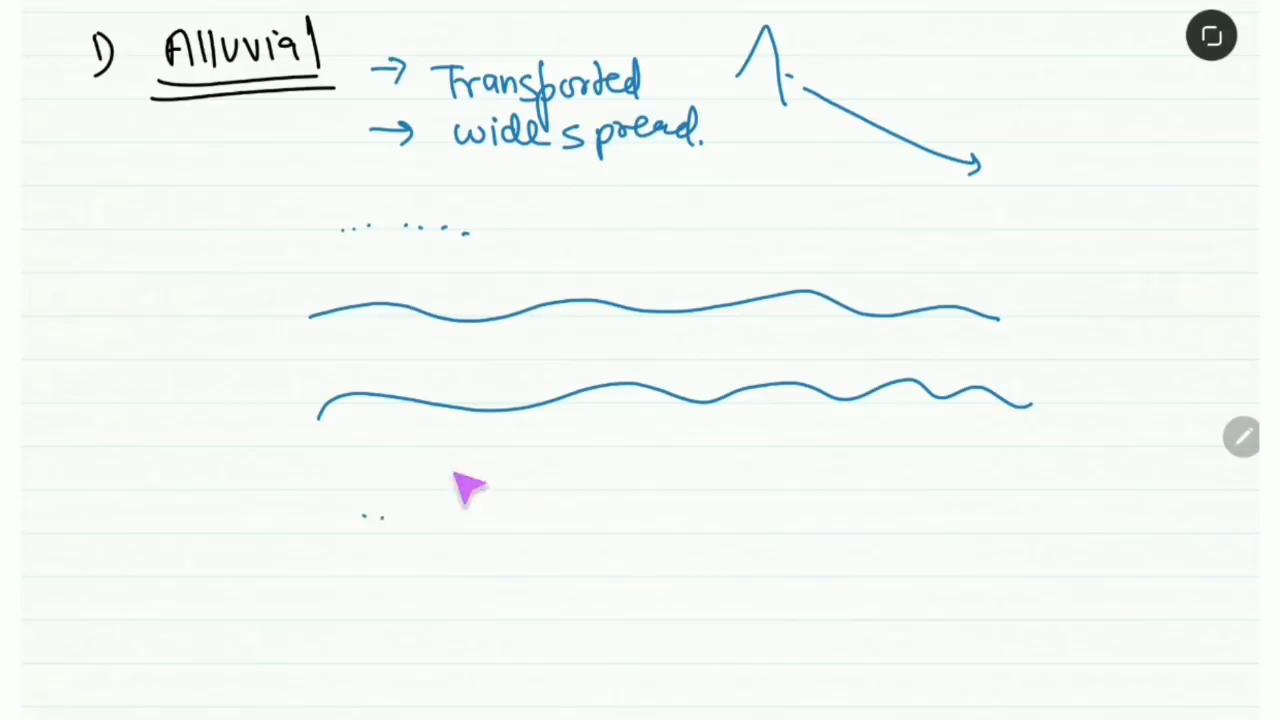 1) Alluvial
→ Transported
→ wide spread.